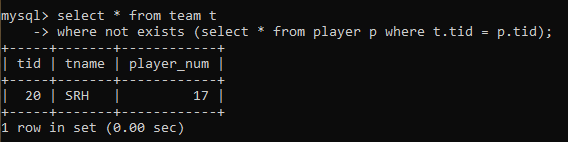 mysql> select * from team t
    -> where not exists (select * from player p where t.tid = p.tid);
+-----+-------+------------+
| tid | tname | player_num |
+-----+-------+------------+
|  20 | SRH   |         17 |
+-----+-------+------------+
1 row in set (0.00 sec)